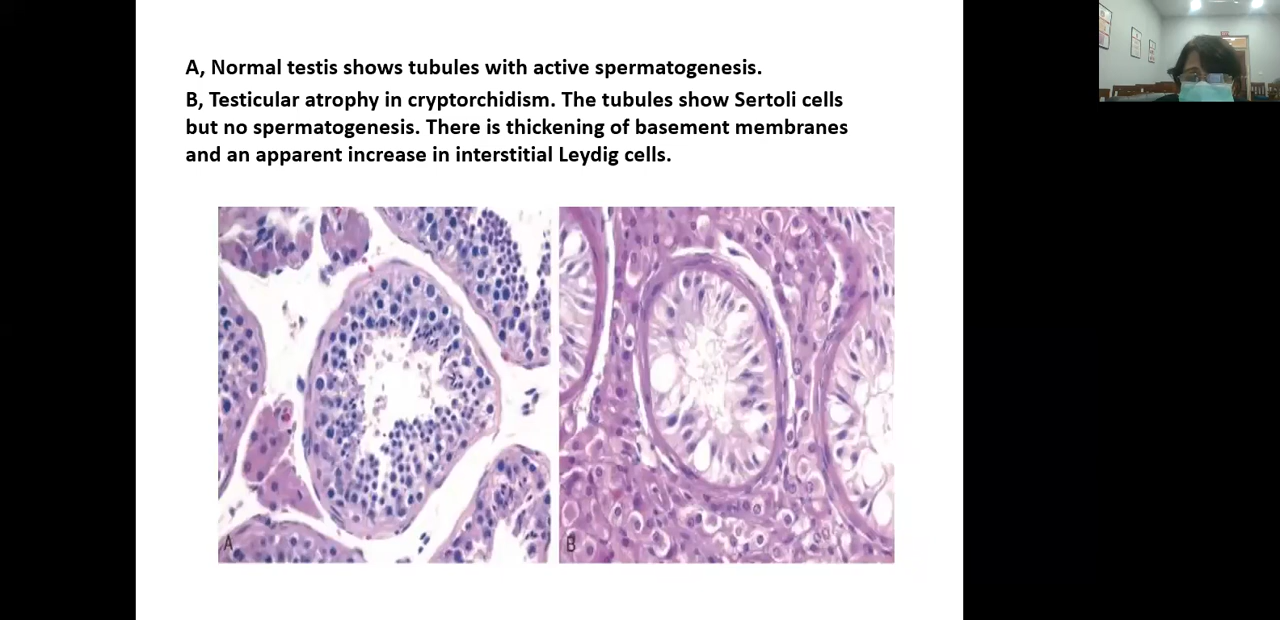 A, Normal testis shows tubules with active spermatogenesis.
B, Testicular atrophy in cryptorchidism. The tubules show Sertoli cells
but no spermatogenesis. There is thickening of basement membranes
and an apparent increase in interstitial Leydig cells.
A
B